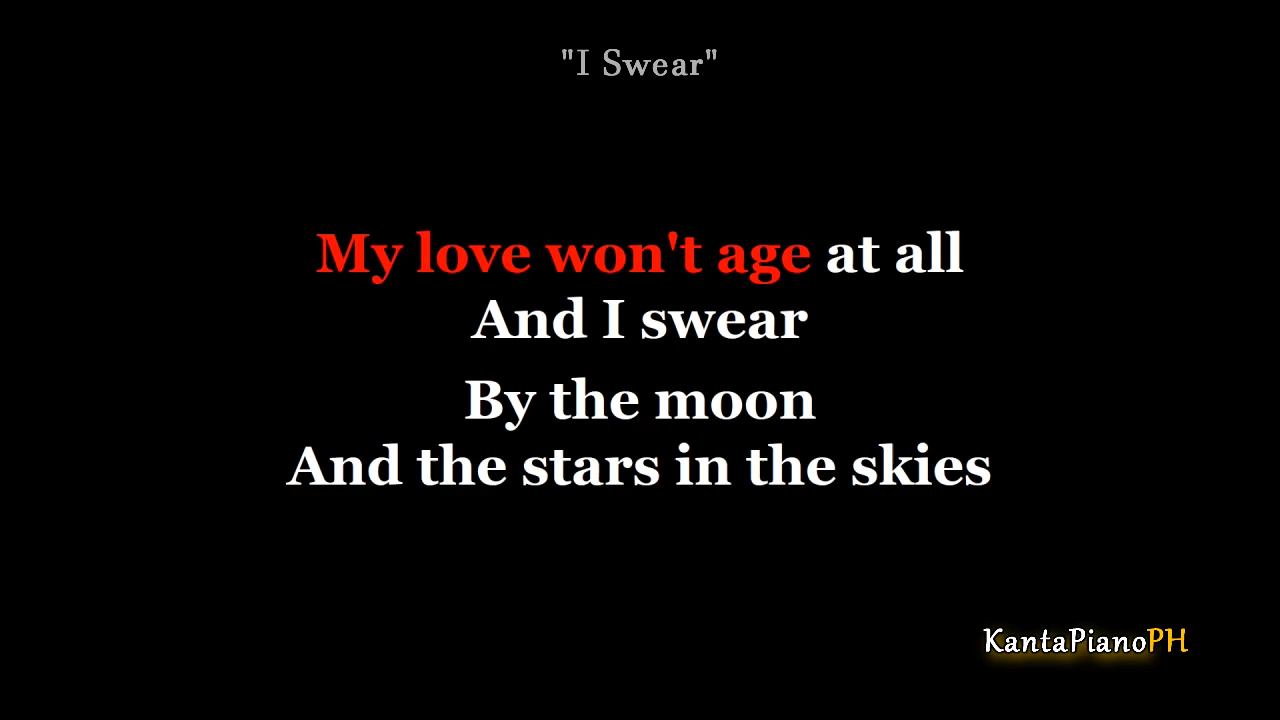 "I Swear"
My love won't age at all
And I swear
By the moon
And the stars in the skies
KantaPianoPH